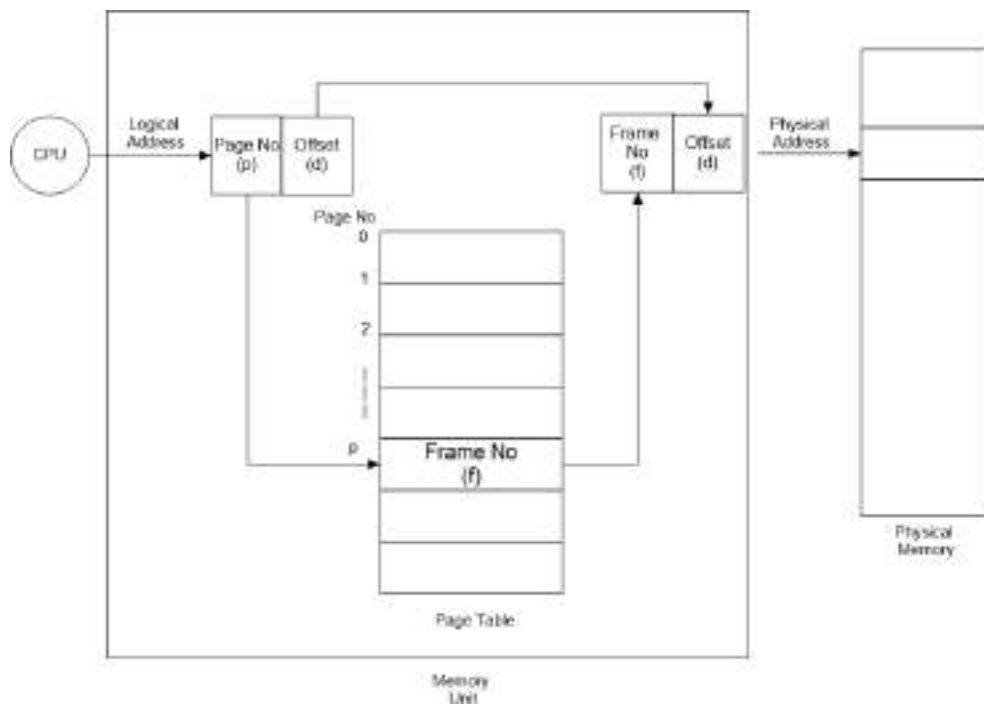 CPU
Logical
Address
Page No
(p)
Offset
(d)
Frame
No
(f)
Offset
(d)
Physical
Address
Page No
0
1
2
p
Frame No
(f)
Page Table
Physical
Memory
Memory
Unit